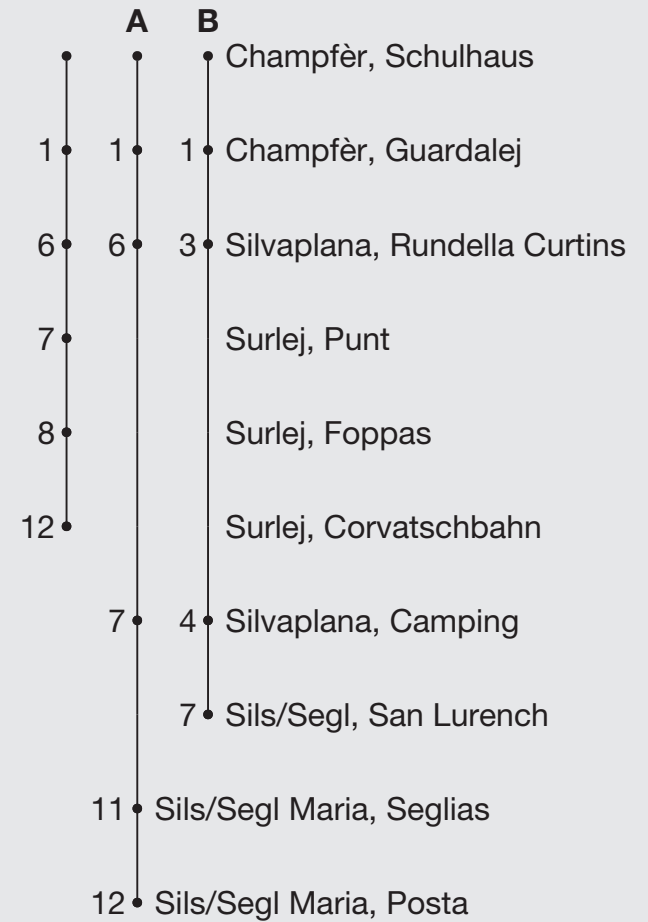 A B
Champfèr, Schulhaus
1 1 1 Champfèr, Guardalej
6 6 3 Silvaplana, Rundella Curtins
7 Surlej, Punt
8 Surlej, Foppas
12 Surlej, Corvatschbahn
7 4 Silvaplana, Camping
7 Sils/Segl, San Lurench
11 Sils/Segl Maria, Seglias
12 Sils/Segl Maria, Posta